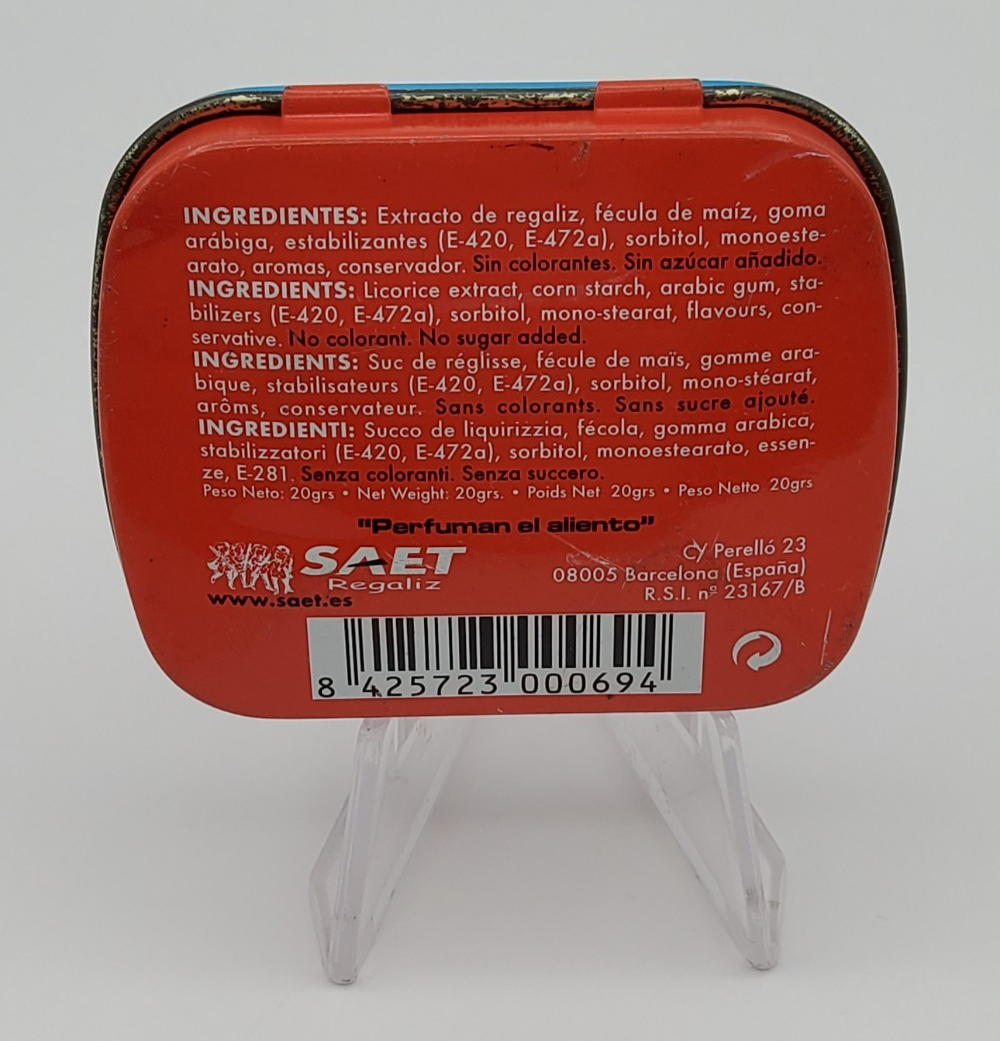 INGREDIENTES: Extracto de regaliz, fécula de maíz, goma
arábiga, estabilizantes (E-420, E-472a), sorbitol, monoeste-
arato, aromas, conservador. Sin colorantes. Sin azúcar añadido.
INGREDIENTS: Licorice extract, corn starch, arabic gum, sta-
bilizers (E-420, E-472a), sorbitol, mono-stearat, flavours, con-
servative. No colorant. No sugar added.
INGREDIENTS: Suc de réglisse, fécule de maïs, gomme ara-
bique, stabilisateurs (E-420, E-472a), sorbitol, mono-stéarat,
arôms, conservateur. Sans colorants. Sans sucre ajouté.
INGREDIENTI: Succo de liquirizzia, fécola, gomma arabica,
stabilizzatori (E-420, E-472a), sorbitol, monoestearato, essen-
ze, E-281. Senza coloranti. Senza succero.
Peso Neto: 20grs • Net Weight: 20grs. • Poids Net 20grs • Peso Netto 20grs
"Perfuman el aliento"
SAET
Regaliz
www.saet.es
C/ Perelló 23
08005 Barcelona (España)
R.S.I. nº 23167/B
8 425723 000694